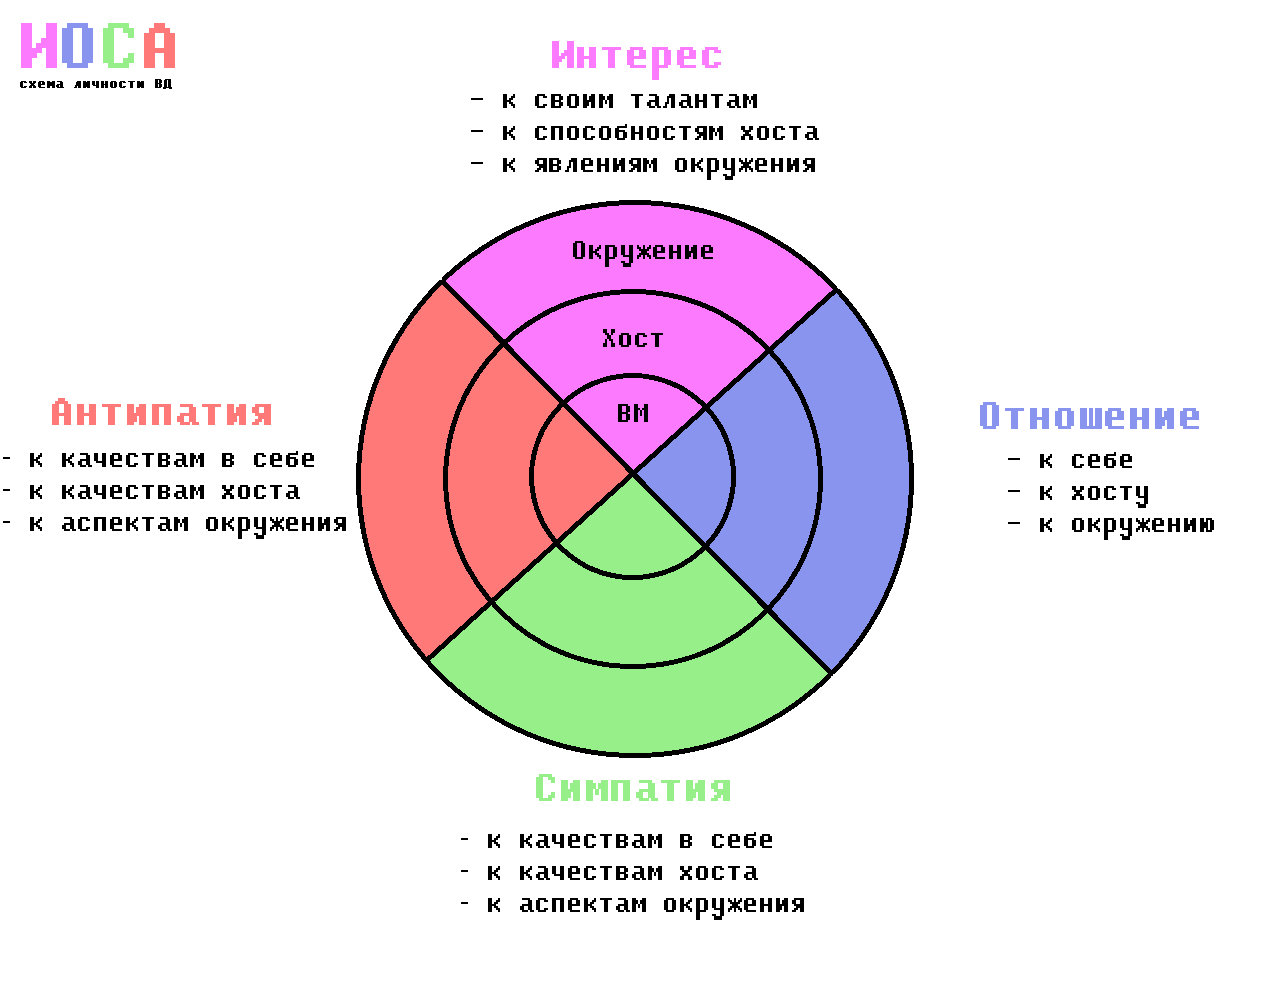 ИОСА
схема личности ВД
Интерес
- к своим талантам
- к способностям хоста
- к явлениям окружения
Окружение
Хост
ВМ
Антипатия
- к качествам в себе
- к качествам хоста
- к аспектам окружения
Отношение
- к себе
- к хосту
- к окружению
Симпатия
- к качествам в себе
- к качествам хоста
- к аспектам окружения